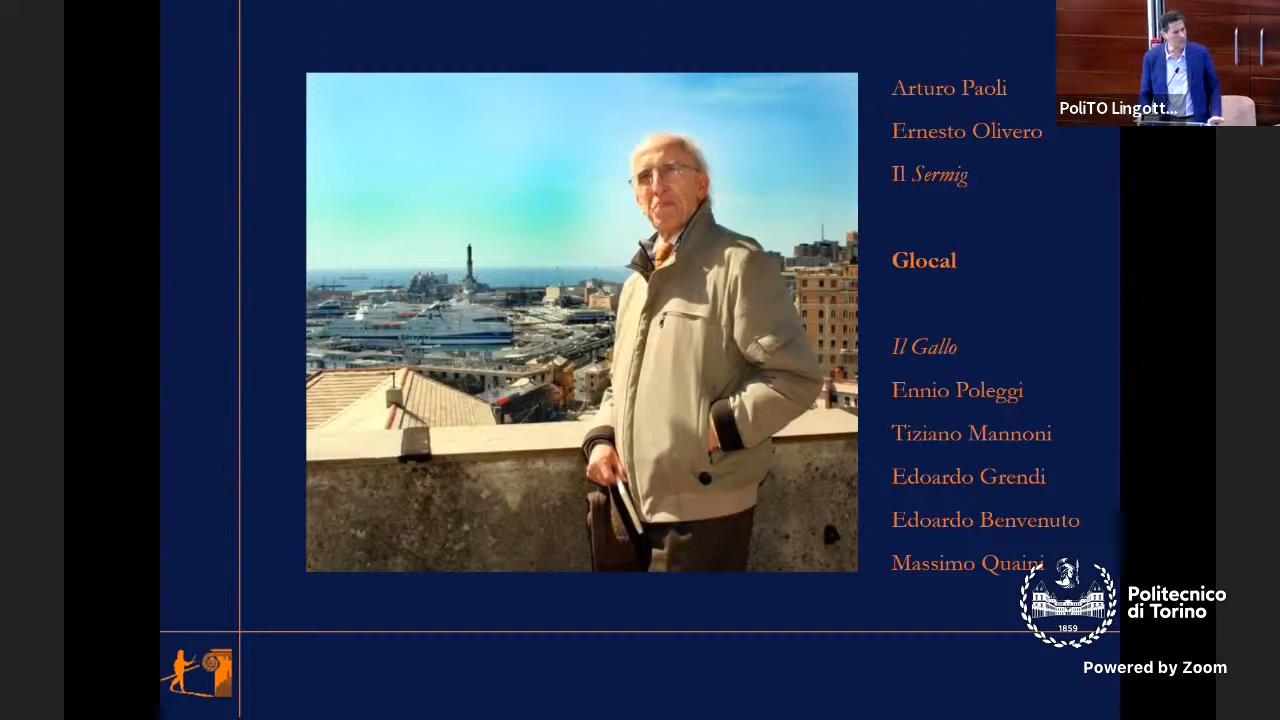 Arturo Paoli
Ernesto Olivero
Il Sermig
Glocal
Il Gallo
Ennio Poleggi
Tiziano Mannoni
Edoardo Grendi
Edoardo Benvenuto
Massimo Quaini
PoliTO Lingott...
Politecnico
di Torino
1859
Powered by Zoom